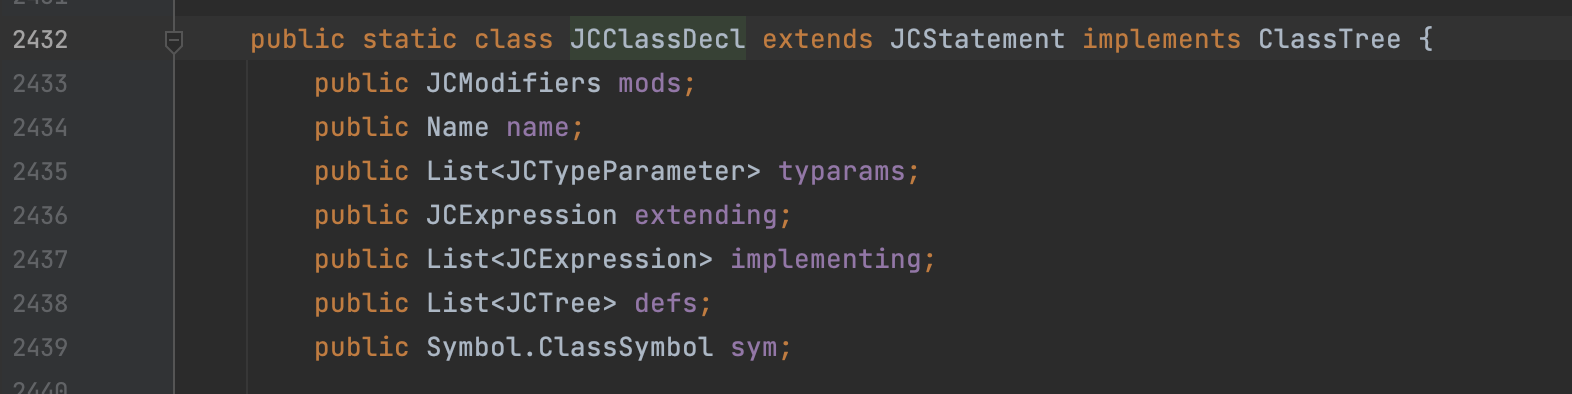 2432 public static class JCClassDecl extends JCStatement implements ClassTree {
2433 public JCModifiers mods;
2434 public Name name;
2435 public List<JCTypeParameter> typarams;
2436 public JCExpression extending;
2437 public List<JCExpression> implementing;
2438 public List<JCTree> defs;
2439 public Symbol.ClassSymbol sym;
2440